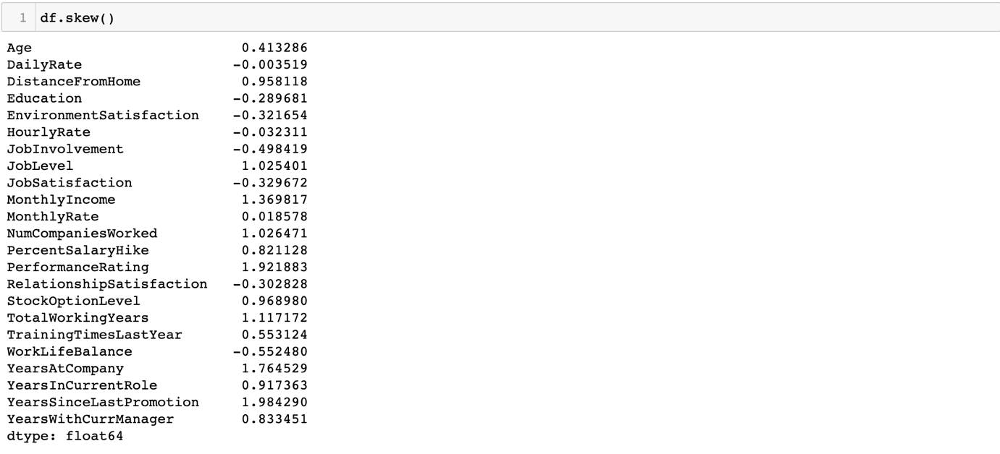 1 df.skew()
Age 0.413286
DailyRate -0.003519
DistanceFromHome 0.958118
Education -0.289681
EnvironmentSatisfaction -0.321654
HourlyRate -0.032311
JobInvolvement -0.498419
JobLevel 1.025401
JobSatisfaction -0.329672
MonthlyIncome 1.369817
MonthlyRate 0.018578
NumCompaniesWorked 1.026471
PercentSalaryHike 0.821128
PerformanceRating 1.921883
RelationshipSatisfaction -0.302828
StockOptionLevel 0.968980
TotalWorkingYears 1.117172
TrainingTimesLastYear 0.553124
WorkLifeBalance -0.552480
YearsAtCompany 1.764529
YearsInCurrentRole 0.917363
YearsSinceLastPromotion 1.984290
YearsWithCurrManager 0.833451
dtype: float64